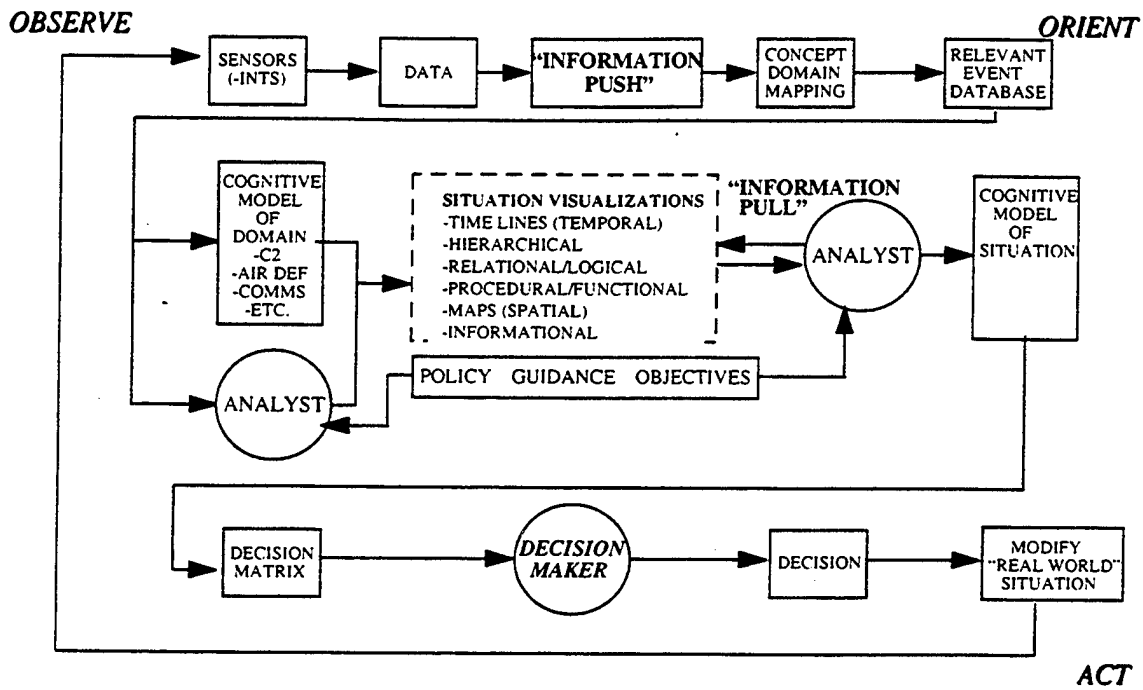 OBSERVE
ORIENT
SENSORS
(-INTS)
DATA
“INFORMATION
PUSH”
CONCEPT
DOMAIN
MAPPING
RELEVANT
EVENT
DATABASE
COGNITIVE
MODEL
OF
DOMAIN
-C2
-AIR DEF
-COMMS
-ETC.
SITUATION VISUALIZATIONS
-TIME LINES (TEMPORAL)
-HIERARCHICAL
-RELATIONAL/LOGICAL
-PROCEDURAL/FUNCTIONAL
-MAPS (SPATIAL)
-INFORMATIONAL
“INFORMATION
PULL”
ANALYST
COGNITIVE
MODEL
OF
SITUATION
POLICY GUIDANCE OBJECTIVES
ANALYST
DECISION
MATRIX
DECISION
MAKER
DECISION
MODIFY
“REAL WORLD”
SITUATION
ACT